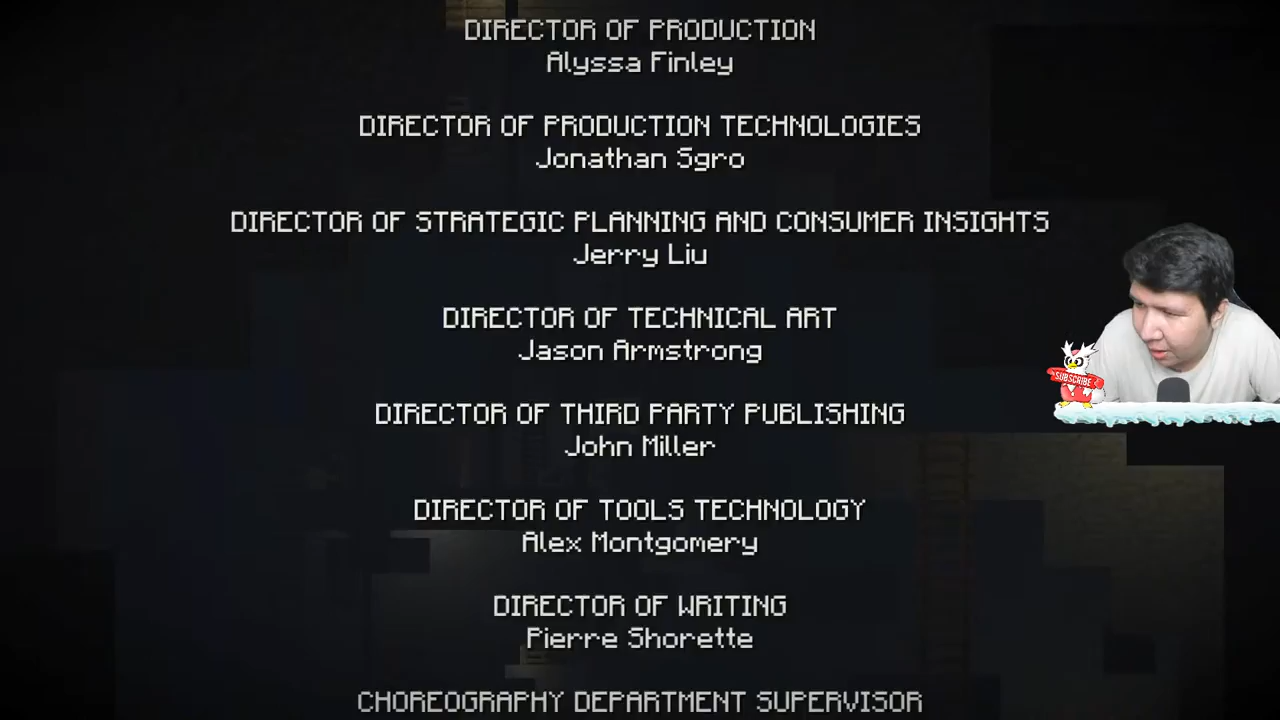 DIRECTOR OF PRODUCTION
Alyssa Finley
DIRECTOR OF PRODUCTION TECHNOLOGIES
Jonathan Sgro
DIRECTOR OF STRATEGIC PLANNING AND CONSUMER INSIGHTS
Jerry Liu
DIRECTOR OF TECHNICAL ART
Jason Armstrong
SUBSCRIBE
DIRECTOR OF THIRD PARTY PUBLISHING
John Miller
DIRECTOR OF TOOLS TECHNOLOGY
Alex Montgomery
DIRECTOR OF WRITING
Pierre Shorette
CHOREOGRAPHY DEPARTMENT SUPERVISOR